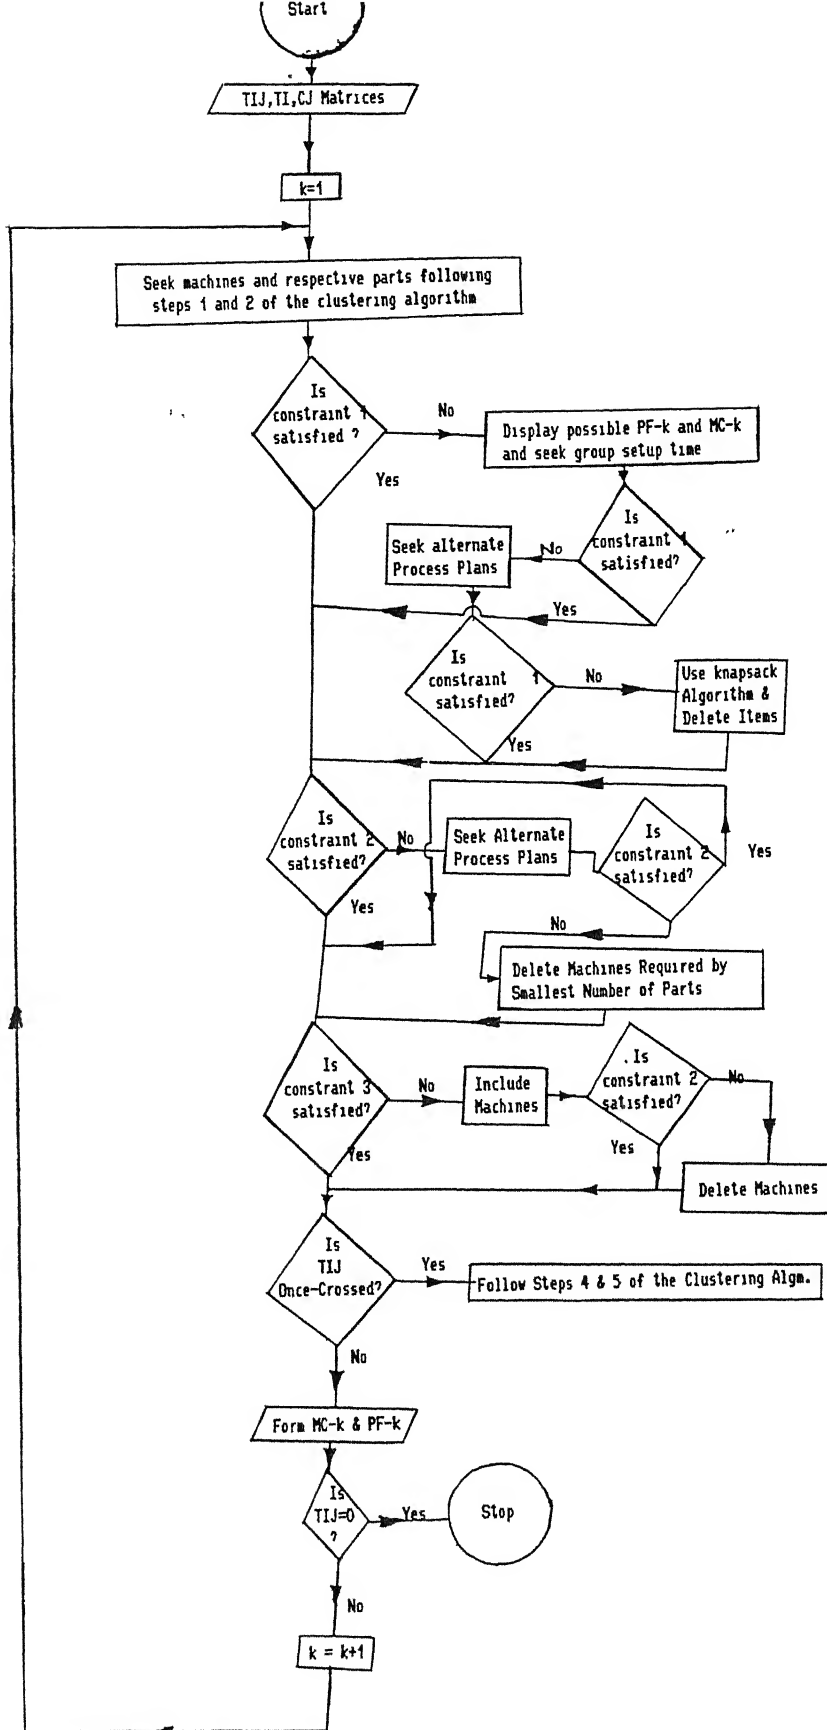 Start
TIJ,TI,CJ Matrices
k=1
Seek machines and respective parts following
steps 1 and 2 of the clustering algorithm
Is
constraint 1
satisfied ?
No
Yes
Display possible PF-k and MC-k
and seek group setup time
Is
constraint 1
satisfied?
No
Yes
Seek alternate
Process Plans
Is
constraint 1
satisfied?
No
Yes
Use knapsack
Algorithm &
Delete Items
Is
constraint 2
satisfied?
No
Yes
Seek Alternate
Process Plans
Is
constraint 2
satisfied?
Yes
No
Delete Machines Required by
Smallest Number of Parts
Is
constrant 3
satisfied?
No
Yes
Include
Machines
Is
constraint 2
satisfied?
No
Yes
Delete Machines
Is
TIJ
Once-Crossed?
Yes
Follow Steps 4 & 5 of the Clustering Algm.
No
Form MC-k & PF-k
Is
TIJ=0
?
Yes
Stop
No
k = k+1